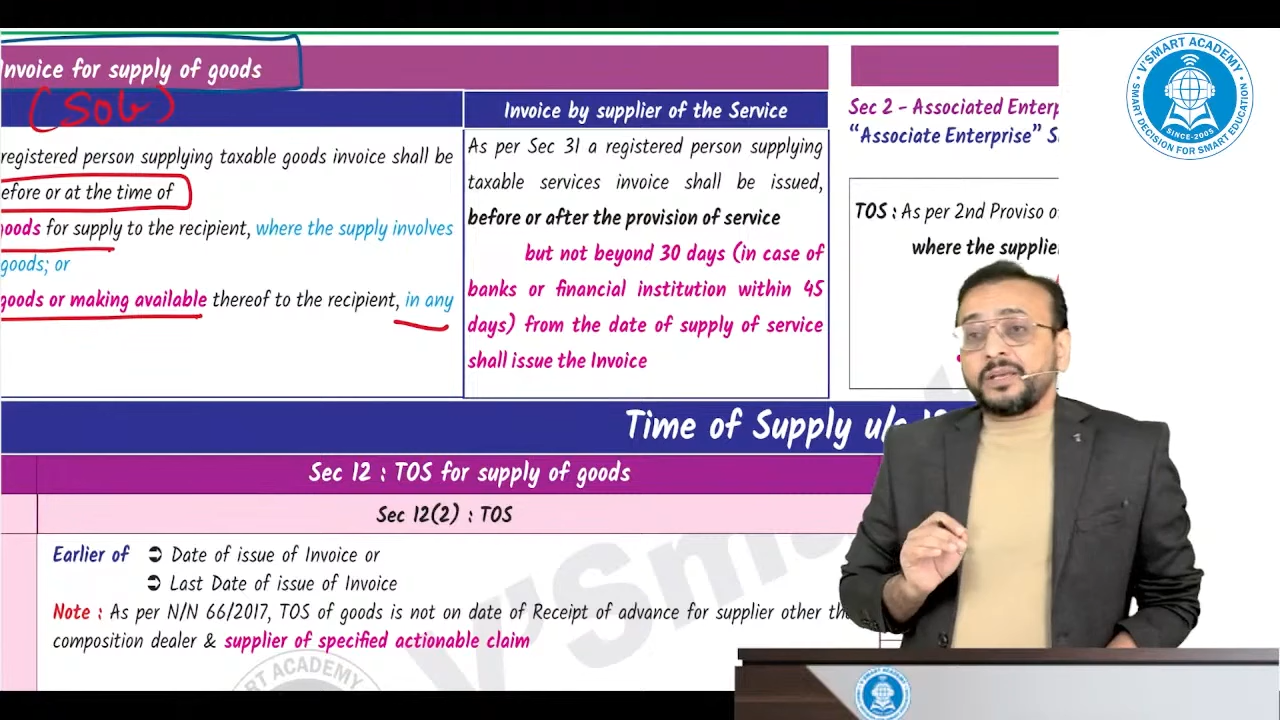 Invoice for supply of goods
(SOG)
registered person supplying taxable goods invoice shall be
efore or at the time of
goods for supply to the recipient, where the supply involves
goods; or
goods or making available thereof to the recipient, in any
Invoice by supplier of the Service
As per Sec 31 a registered person supplying
taxable services invoice shall be issued,
before or after the provision of service
but not beyond 30 days (in case of
banks or financial institution within 45
days) from the date of supply of service
shall issue the Invoice
Sec 2 - Associated Enterp
“Associate Enterprise” S
TOS : As per 2nd Proviso o
where the supplie
Time of Supply u/s 1
Sec 12 : TOS for supply of goods
Sec 12(2) : TOS
Earlier of ➲ Date of issue of Invoice or
➲ Last Date of issue of Invoice
Note : As per N/N 66/2017, TOS of goods is not on date of Receipt of advance for supplier other th
composition dealer & supplier of specified actionable claim
V'SMART ACADEMY
SINCE-2005
SMART DECISION FOR SMART EDUCATION
V'Sma
SMART ACADEMY